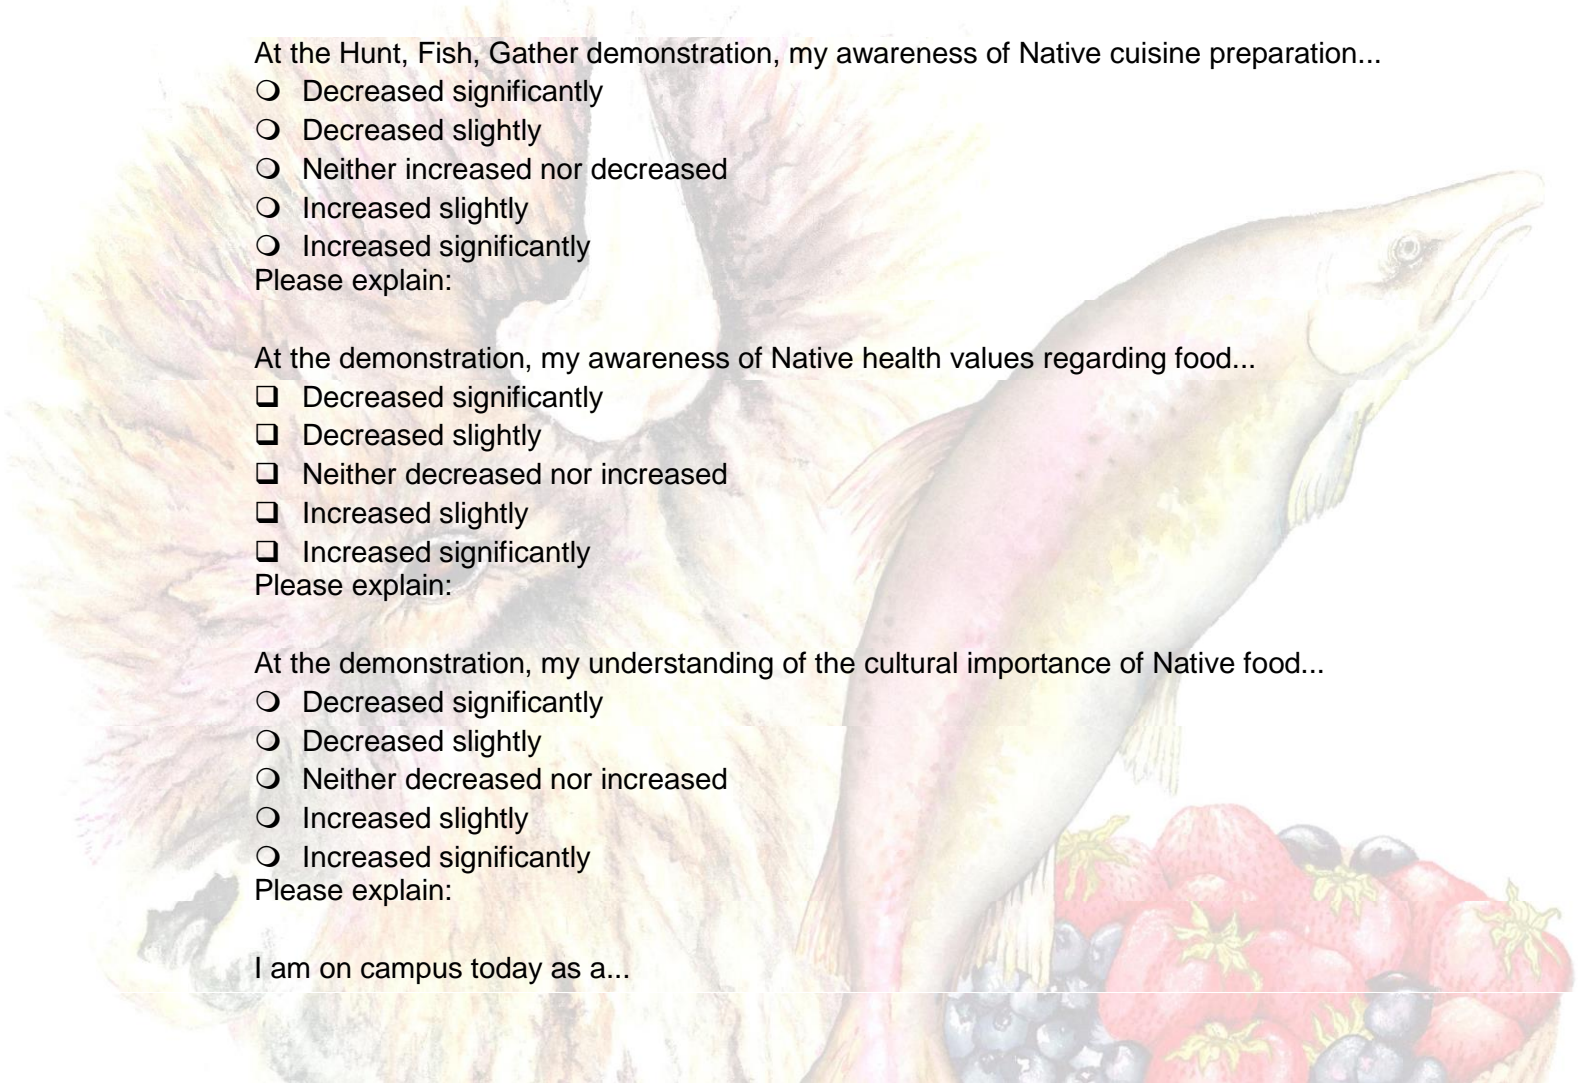 At the Hunt, Fish, Gather demonstration, my awareness of Native cuisine preparation...
❍ Decreased significantly
❍ Decreased slightly
❍ Neither increased nor decreased
❍ Increased slightly
❍ Increased significantly
Please explain:
At the demonstration, my awareness of Native health values regarding food...
❑ Decreased significantly
❑ Decreased slightly
❑ Neither decreased nor increased
❑ Increased slightly
❑ Increased significantly
Please explain:
At the demonstration, my understanding of the cultural importance of Native food...
❍ Decreased significantly
❍ Decreased slightly
❍ Neither decreased nor increased
❍ Increased slightly
❍ Increased significantly
Please explain:
I am on campus today as a...